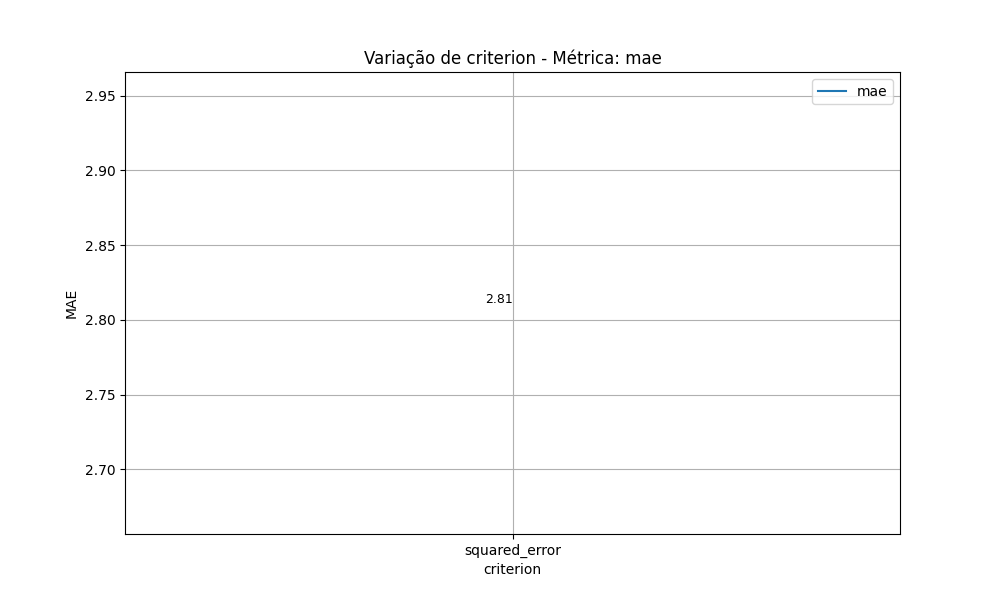 Variação de criterion - Métrica: mae
mae
2.95
2.90
2.85
2.81
2.80
2.75
2.70
MAE
squared_error
criterion